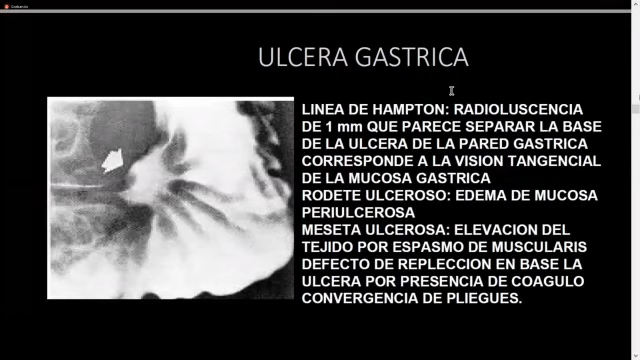 ULCERA GASTRICA
LINEA DE HAMPTON: RADIOLUSCENCIA
DE 1 mm QUE PARECE SEPARAR LA BASE
DE LA ULCERA DE LA PARED GASTRICA
CORRESPONDE A LA VISION TANGENCIAL
DE LA MUCOSA GASTRICA
RODETE ULCEROSO: EDEMA DE MUCOSA
PERIULCEROSA
MESETA ULCEROSA: ELEVACION DEL
TEJIDO POR ESPASMO DE MUSCULARIS
DEFECTO DE REPLECCION EN BASE LA
ULCERA POR PRESENCIA DE COAGULO
CONVERGENCIA DE PLIEGUES.